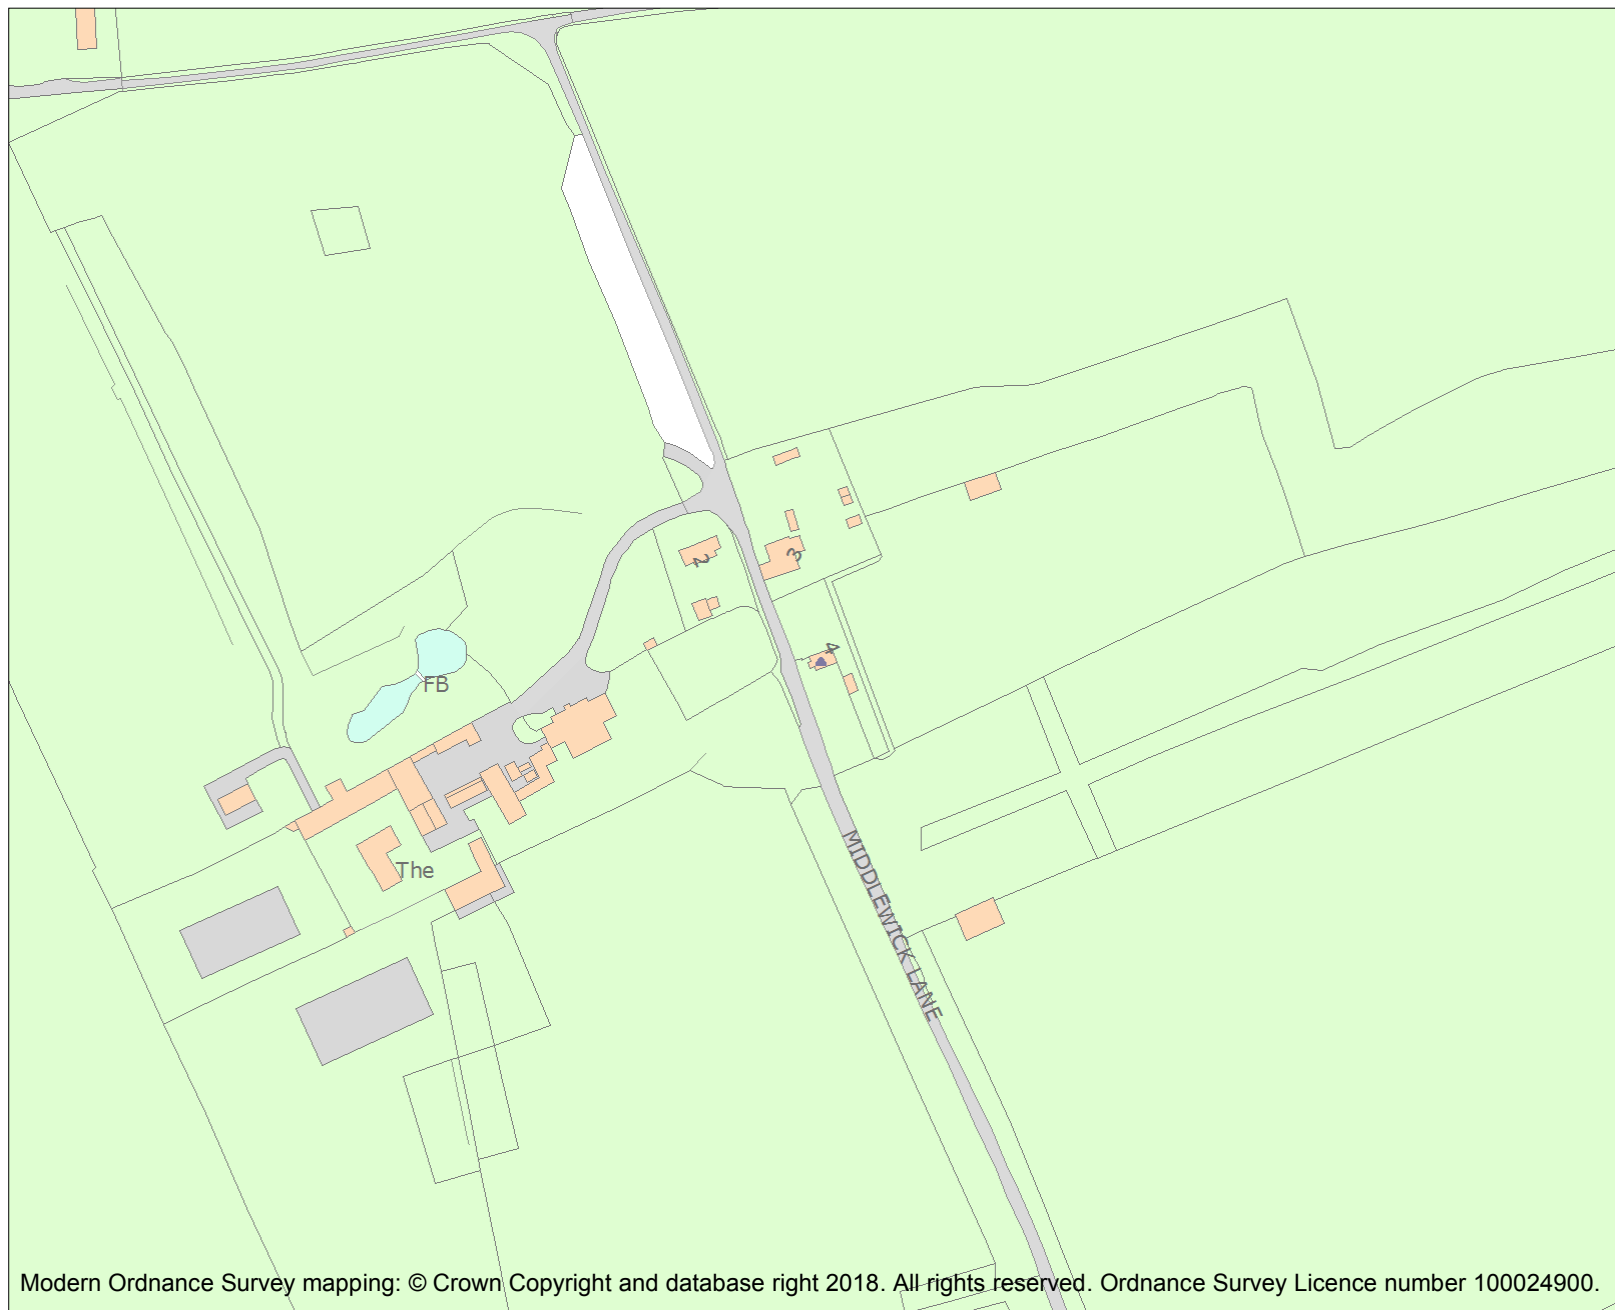 2
3
4
FB
MIDDLEWICK LANE
The
Modern Ordnance Survey mapping: © Crown Copyright and database right 2018. All rights reserved. Ordnance Survey Licence number 100024900.